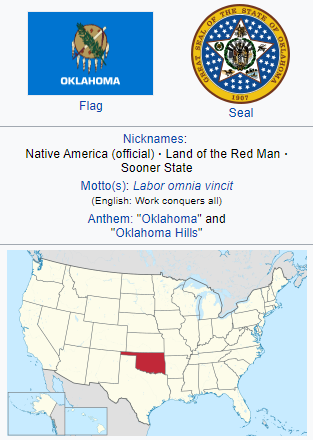 OKLAHOMA
GREAT SEAL OF THE STATE OF OKLAHOMA
1907
Flag
Seal
Nicknames:
Native America (official) · Land of the Red Man ·
Sooner State
Motto(s): Labor omnia vincit
(English: Work conquers all)
Anthem: "Oklahoma" and
"Oklahoma Hills"